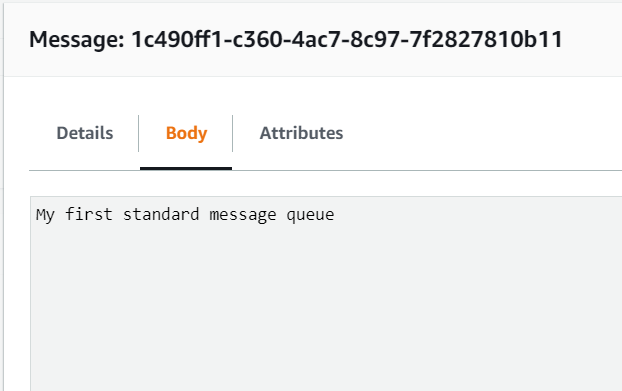 Message: 1c490ff1-c360-4ac7-8c97-7f2827810b11
Details Body Attributes
My first standard message queue